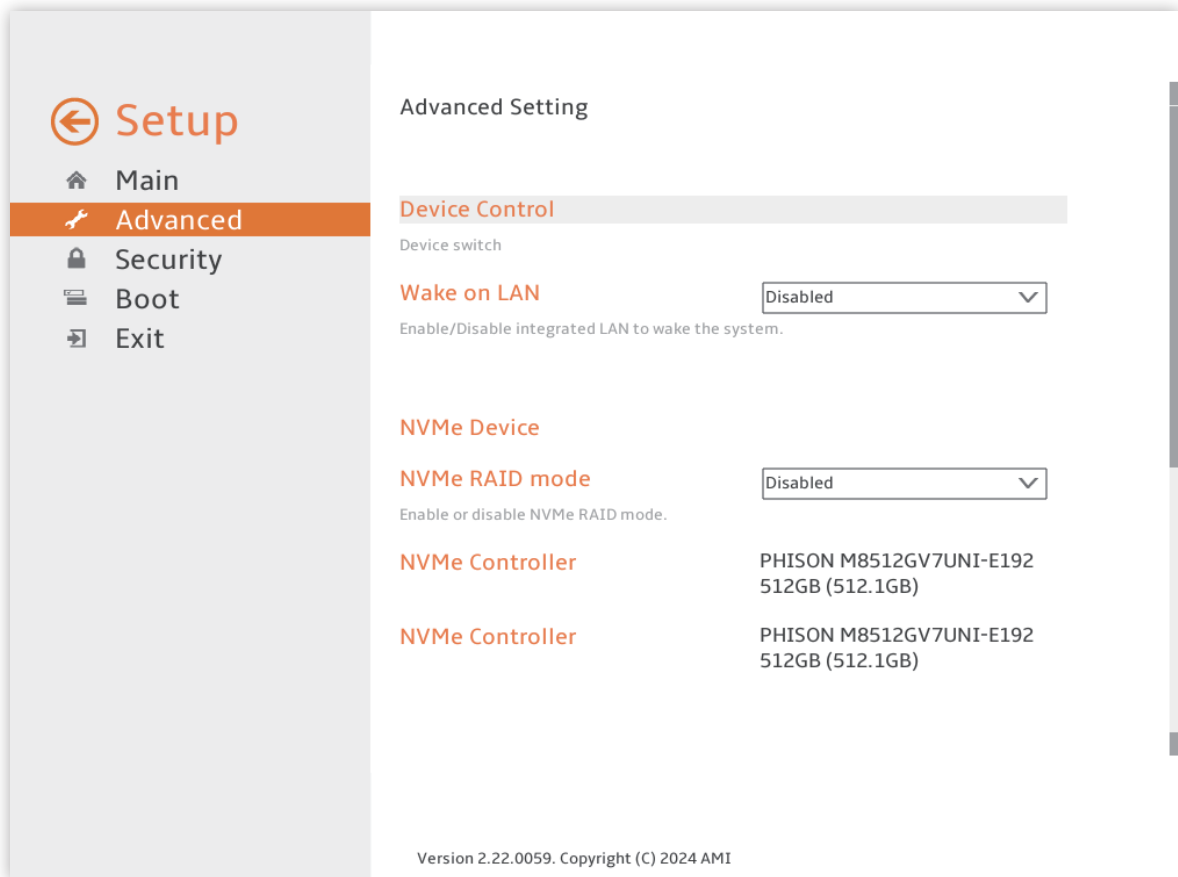 Setup
Main
Advanced
Security
Boot
Exit
Advanced Setting
Device Control
Device switch
Wake on LAN
Disabled
Enable/Disable integrated LAN to wake the system.
NVMe Device
NVMe RAID mode
Disabled
Enable or disable NVMe RAID mode.
NVMe Controller
PHISON M8512GV7UNI-E192
512GB (512.1GB)
NVMe Controller
PHISON M8512GV7UNI-E192
512GB (512.1GB)
Version 2.22.0059. Copyright (C) 2024 AMI